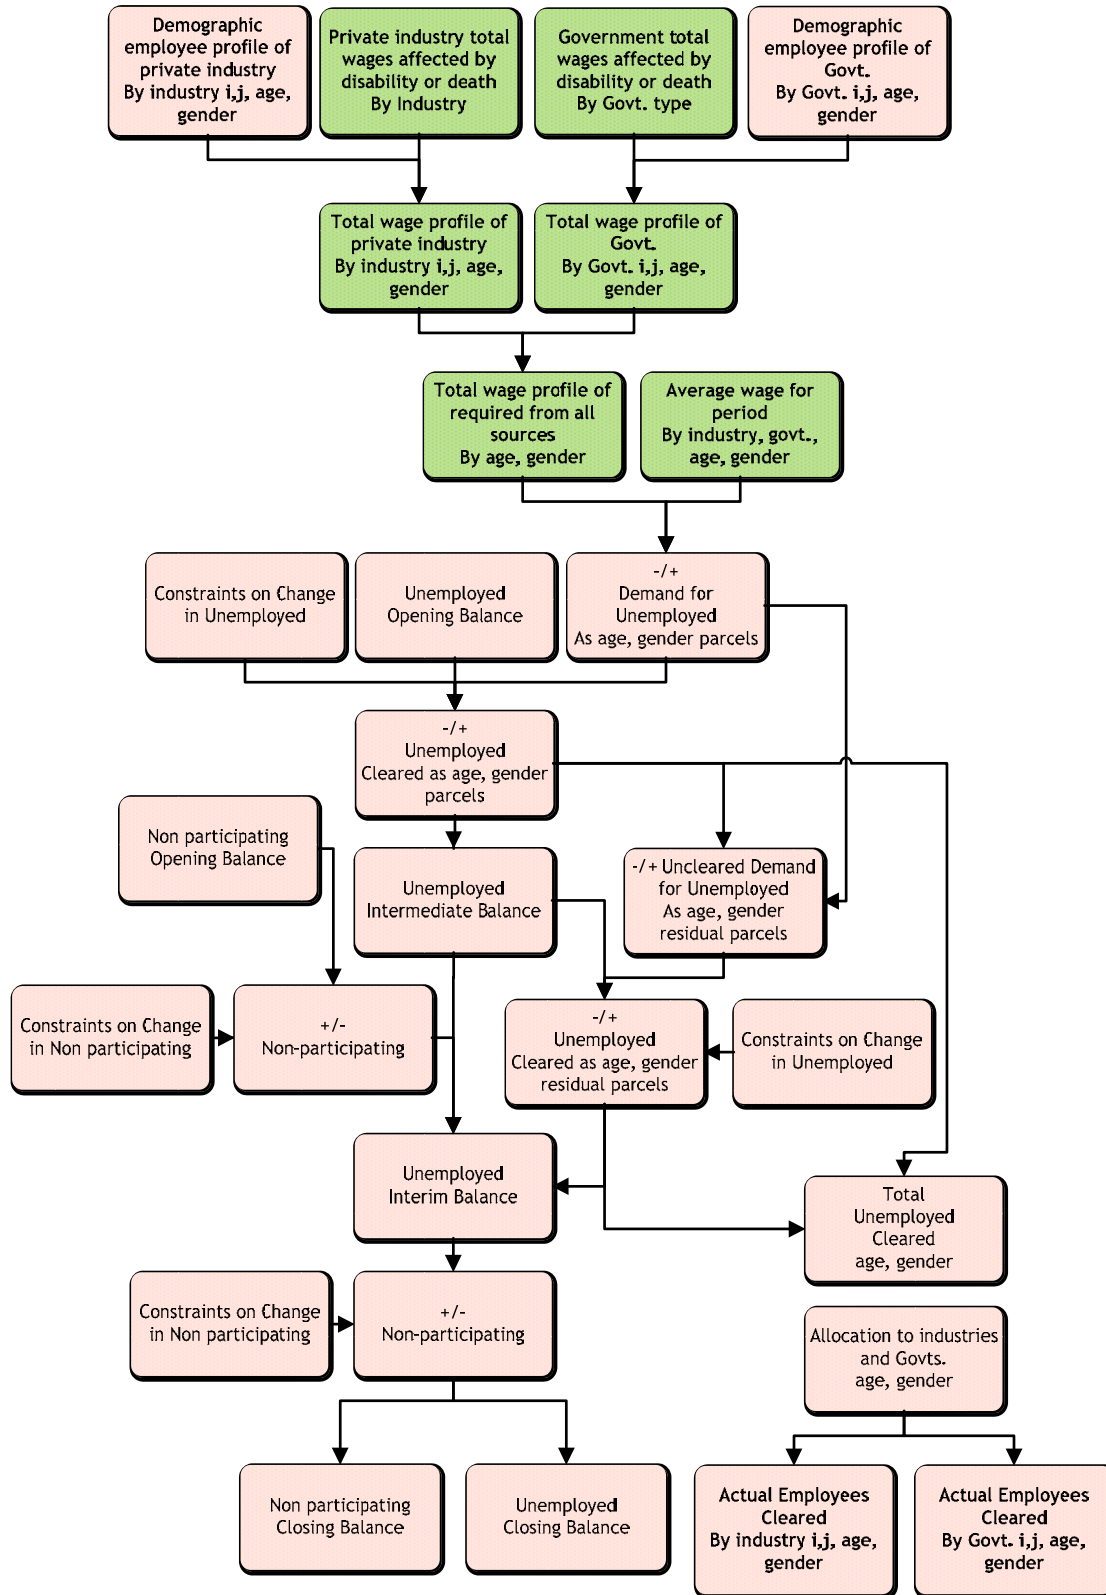 Demographic
employee profile of
private industry
By industry i,j, age,
gender
Private industry total
wages affected by
disability or death
By Industry
Government total
wages affected by
disability or death
By Govt. type
Demographic
employee profile of
Govt.
By Govt. i,j, age,
gender
Total wage profile of
private industry
By industry i,j, age,
gender
Total wage profile of
Govt.
By Govt. i,j, age,
gender
Total wage profile of
required from all
sources
By age, gender
Average wage for
period
By industry, govt.,
age, gender
Constraints on Change
in Unemployed
Unemployed
Opening Balance
-/+
Demand for
Unemployed
As age, gender parcels
-/+
Unemployed
Cleared as age, gender
parcels
Non participating
Opening Balance
Unemployed
Intermediate Balance
-/+ Uncleared Demand
for Unemployed
As age, gender
residual parcels
Constraints on Change
in Non participating
+/-
Non-participating
-/+
Unemployed
Cleared as age, gender
residual parcels
Constraints on Change
in Unemployed
Unemployed
Interim Balance
Total
Unemployed
Cleared
age, gender
Constraints on Change
in Non participating
+/-
Non-participating
Allocation to industries
and Govts.
age, gender
Non participating
Closing Balance
Unemployed
Closing Balance
Actual Employees
Cleared
By industry i,j, age,
gender
Actual Employees
Cleared
By Govt. i,j, age,
gender